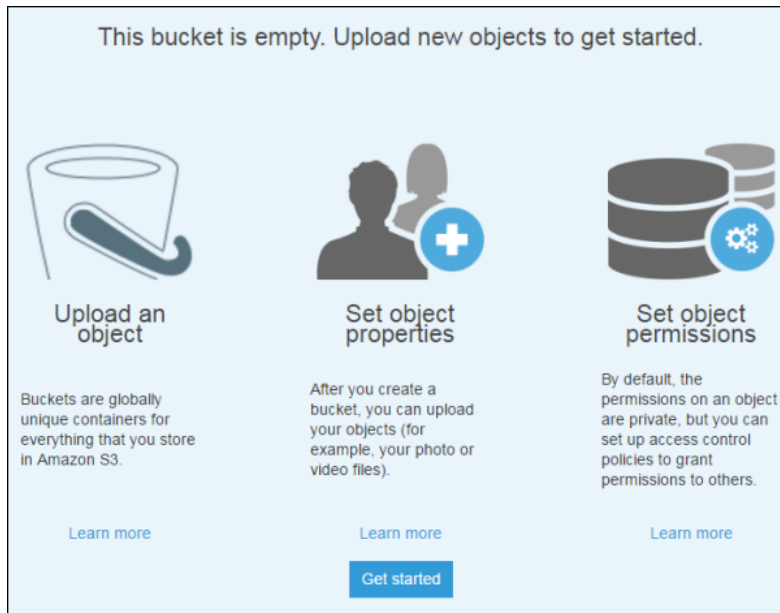 This bucket is empty. Upload new objects to get started.
Upload an
object
Buckets are globally
unique containers for
everything that you store
in Amazon S3.
Learn more
Set object
properties
After you create a
bucket, you can upload
your objects (for
example, your photo or
video files).
Learn more
Set object
permissions
By default, the
permissions on an object
are private, but you can
set up access control
policies to grant
permissions to others.
Learn more
Get started